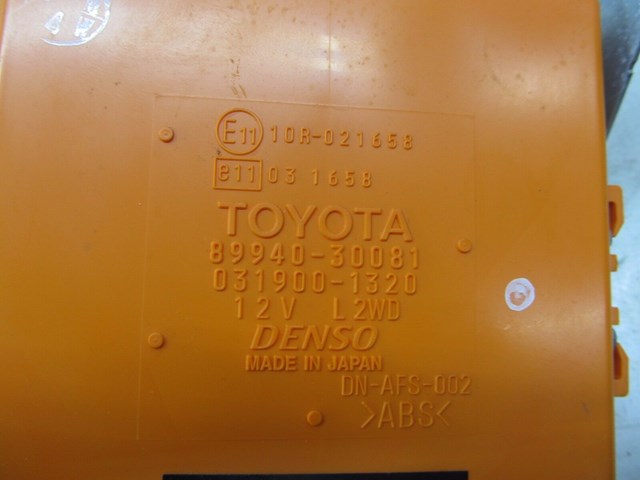 E11 10R-021658
B11 03 1658
TOYOTA
89940-30081
031900-1320
12V L2WD
DENSO
MADE IN JAPAN
DN-AFS-002
>ABS<